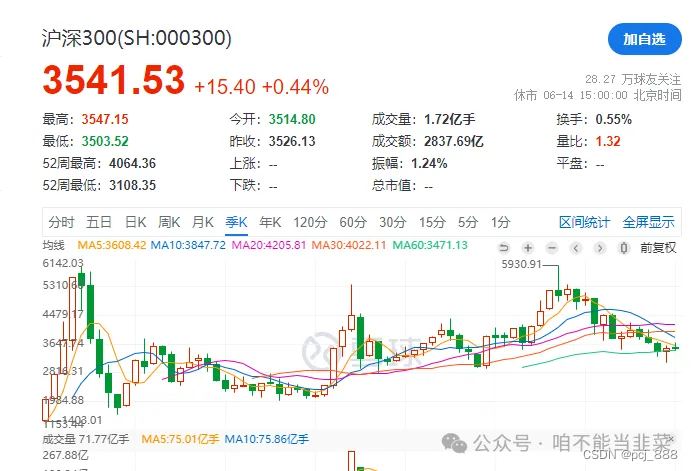 沪深300(SH:000300)
加自选
3541.53 +15.40 +0.44%
28.27 万球友关注
休市 06-14 15:00:00 北京时间
最高: 3547.15 今开: 3514.80 成交量: 1.72亿手 换手: 0.55%
最低: 3503.52 昨收: 3526.13 成交额: 2837.69亿 量比: 1.32
52周最高: 4064.36 上涨: -- 振幅: 1.24% 平盘: --
52周最低: 3108.35 下跌: -- 总市值: --
分时 五日 日K 周K 月K 季K 年K 120分 60分 30分 15分 5分 1分 区间统计 全屏显示
均线 MA5:3608.42 MA10:3847.72 MA20:4205.81 MA30:4022.11 MA60:3471.13 前复权
6142.03
5930.91
5310.60
4479.17
3647.74
2816.31
1984.88
1403.01
1153.44
成交量 71.77亿手 MA5:75.01亿手 MA10:75.86亿手
公众号 · 咱不能当韭菜
267.88亿
CSDN @pcj_888